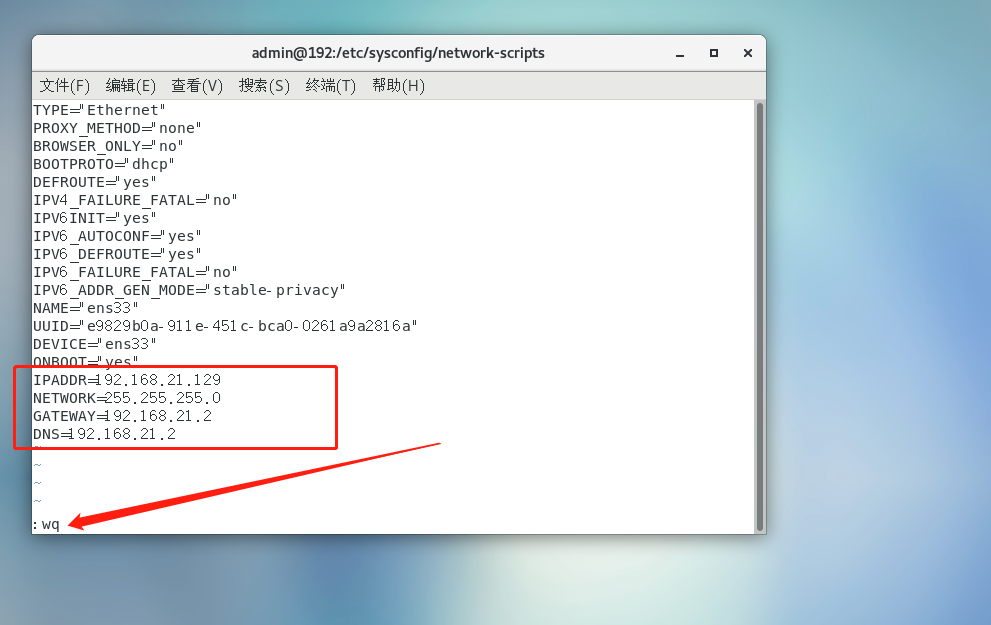 admin@192:/etc/sysconfig/network-scripts
文件(F) 编辑(E) 查看(V) 搜索(S) 终端(T) 帮助(H)
TYPE="Ethernet"
PROXY_METHOD="none"
BROWSER_ONLY="no"
BOOTPROTO="dhcp"
DEFROUTE="yes"
IPV4_FAILURE_FATAL="no"
IPV6INIT="yes"
IPV6_AUTOCONF="yes"
IPV6_DEFROUTE="yes"
IPV6_FAILURE_FATAL="no"
IPV6_ADDR_GEN_MODE="stable-privacy"
NAME="ens33"
UUID="e9829b0a-911e-451c-bca0-0261a9a2816a"
DEVICE="ens33"
ONBOOT="yes"
IPADDR=192.168.21.129
NETWORK=255.255.255.0
GATEWAY=192.168.21.2
DNS=192.168.21.2
~
~
~
~
:wq